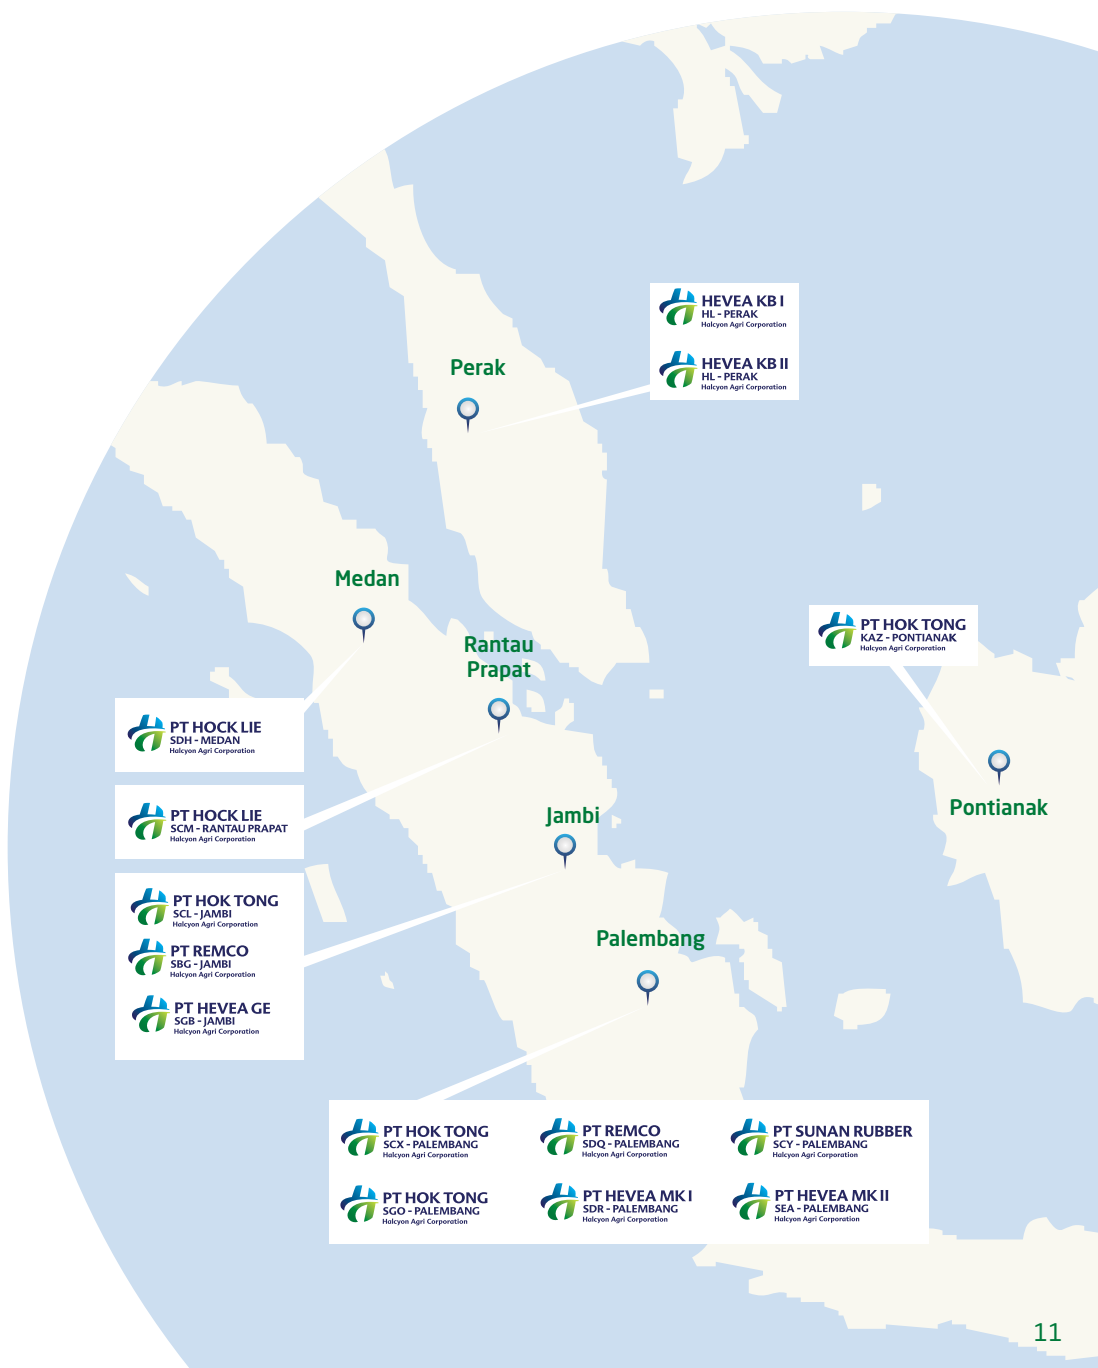 HEVEA KB I
HL - PERAK
Halcyon Agri Corporation
HEVEA KB II
HL - PERAK
Halcyon Agri Corporation
Perak
Medan
Rantau
Prapat
PT HOK TONG
KAZ - PONTIANAK
Halcyon Agri Corporation
PT HOCK LIE
SDH - MEDAN
Halcyon Agri Corporation
Pontianak
PT HOCK LIE
SCM - RANTAU PRAPAT
Halcyon Agri Corporation
Jambi
PT HOK TONG
SCL - JAMBI
Halcyon Agri Corporation
PT REMCO
SBG - JAMBI
Halcyon Agri Corporation
PT HEVEA GE
SGB - JAMBI
Halcyon Agri Corporation
Palembang
PT HOK TONG
SCX - PALEMBANG
Halcyon Agri Corporation
PT REMCO
SDQ - PALEMBANG
Halcyon Agri Corporation
PT SUNAN RUBBER
SCY - PALEMBANG
Halcyon Agri Corporation
PT HOK TONG
SGO - PALEMBANG
Halcyon Agri Corporation
PT HEVEA MK I
SDR - PALEMBANG
Halcyon Agri Corporation
PT HEVEA MK II
SEA - PALEMBANG
Halcyon Agri Corporation
11